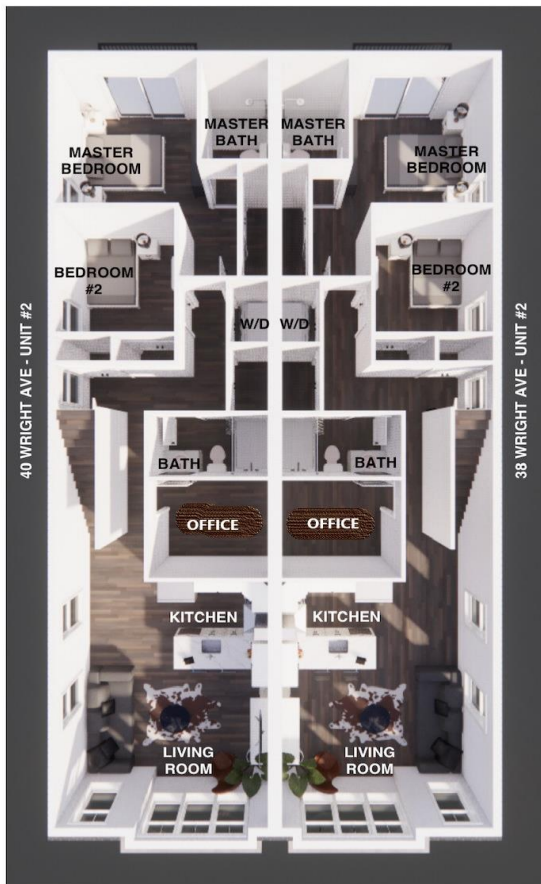 MASTER
BATH
MASTER
BATH
MASTER
BEDROOM
MASTER
BEDROOM
BEDROOM
#2
BEDROOM
#2
W/D
W/D
40 WRIGHT AVE - UNIT #2
38 WRIGHT AVE - UNIT #2
BATH
BATH
OFFICE
OFFICE
KITCHEN
KITCHEN
LIVING
ROOM
LIVING
ROOM